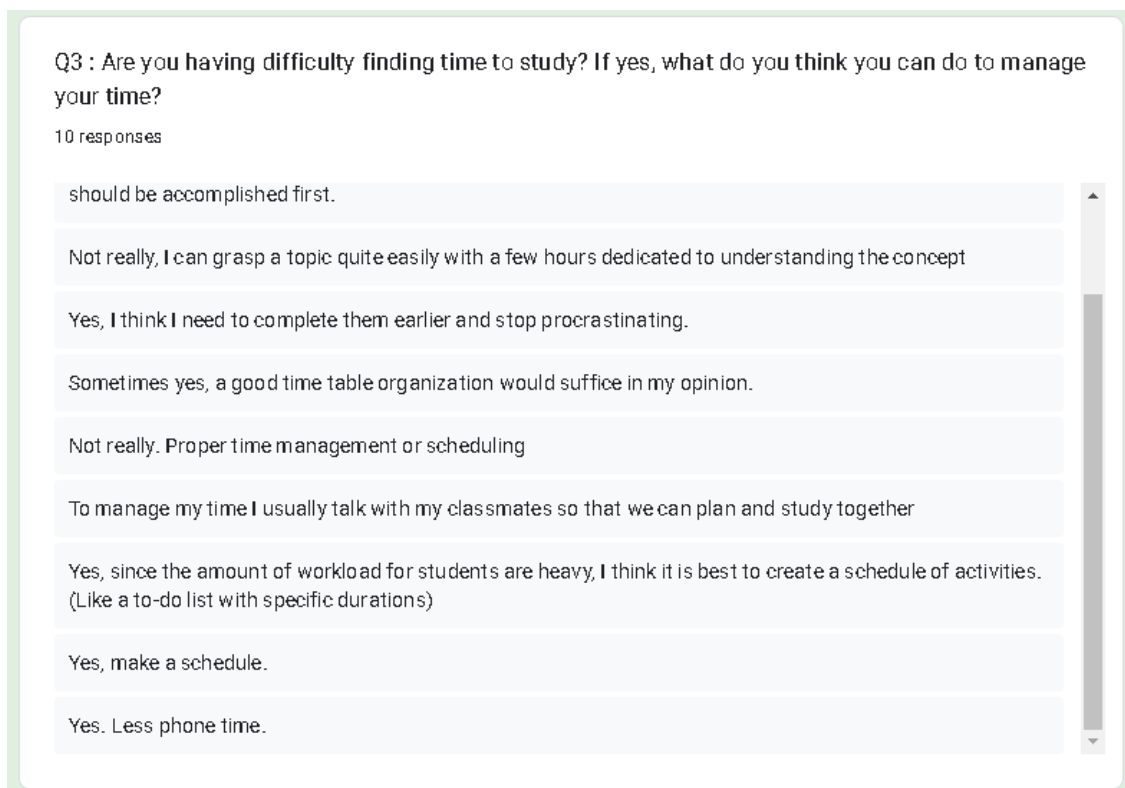 Q3 : Are you having difficulty finding time to study? If yes, what do you think you can do to manage
your time?
10 responses
should be accomplished first.
Not really, I can grasp a topic quite easily with a few hours dedicated to understanding the concept
Yes, I think I need to complete them earlier and stop procrastinating.
Sometimes yes, a good time table organization would suffice in my opinion.
Not really. Proper time management or scheduling
To manage my time I usually talk with my classmates so that we can plan and study together
Yes, since the amount of workload for students are heavy, I think it is best to create a schedule of activities.
(Like a to-do list with specific durations)
Yes, make a schedule.
Yes. Less phone time.